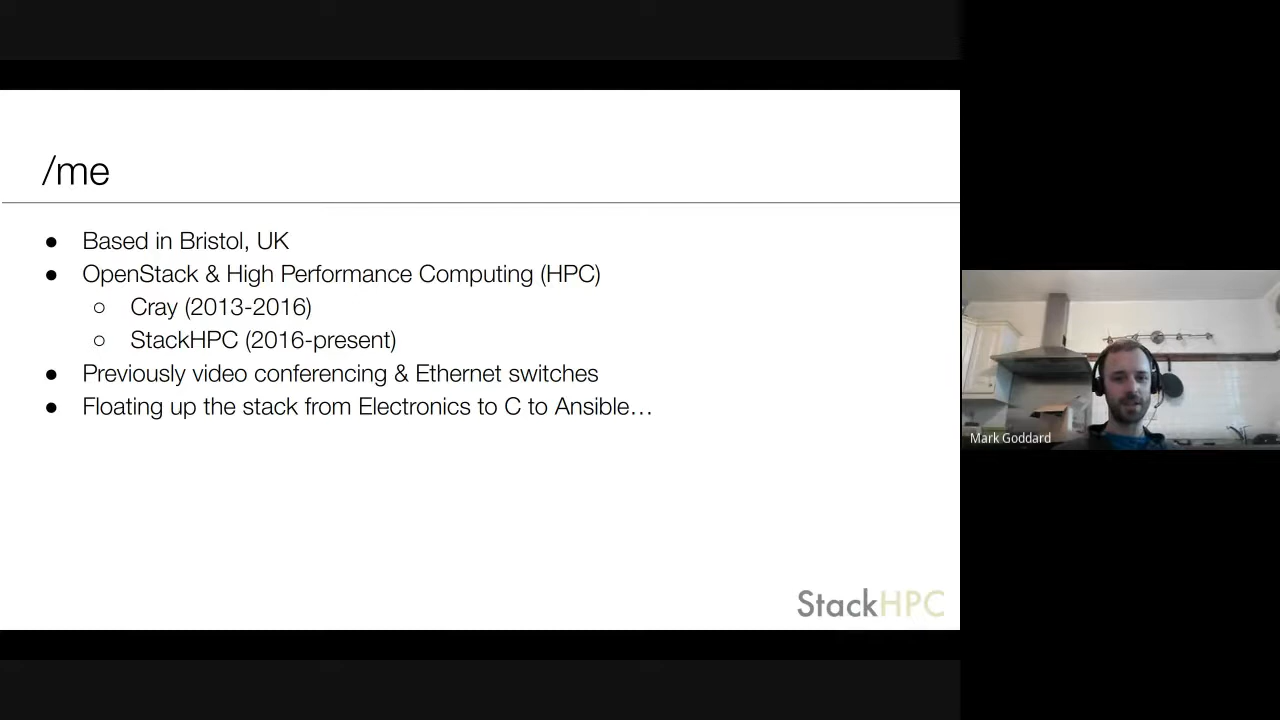 /me
● Based in Bristol, UK
● OpenStack & High Performance Computing (HPC)
○ Cray (2013-2016)
○ StackHPC (2016-present)
● Previously video conferencing & Ethernet switches
● Floating up the stack from Electronics to C to Ansible…
StackHPC
Mark Goddard